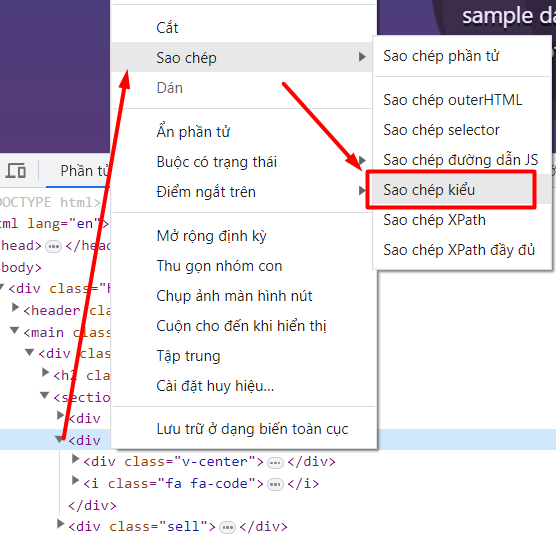 sample da
Cắt
Sao chép
Dán
Ẩn phần tử
Buộc có trạng thái
Điểm ngắt trên
Mở rộng định kỳ
Thu gọn nhóm con
Chụp ảnh màn hình nút
Cuộn cho đến khi hiển thị
Tập trung
Cài đặt huy hiệu...
Lưu trữ ở dạng biến toàn cục
Sao chép phần tử
Sao chép outerHTML
Sao chép selector
Sao chép đường dẫn JS
Sao chép kiểu
Sao chép XPath
Sao chép XPath đầy đủ
Phần tử
DOCTYPE html>
tml lang="en">
head> ⋯ </head>
body>
<div class="h
<header cla
<main class
<div clas
<h2 cla
<section
<div
<div
<div class="v-center"> ⋯ </div>
<i class="fa fa-code"> ⋯ </i>
</div>
<div class="sell"> ⋯ </div>